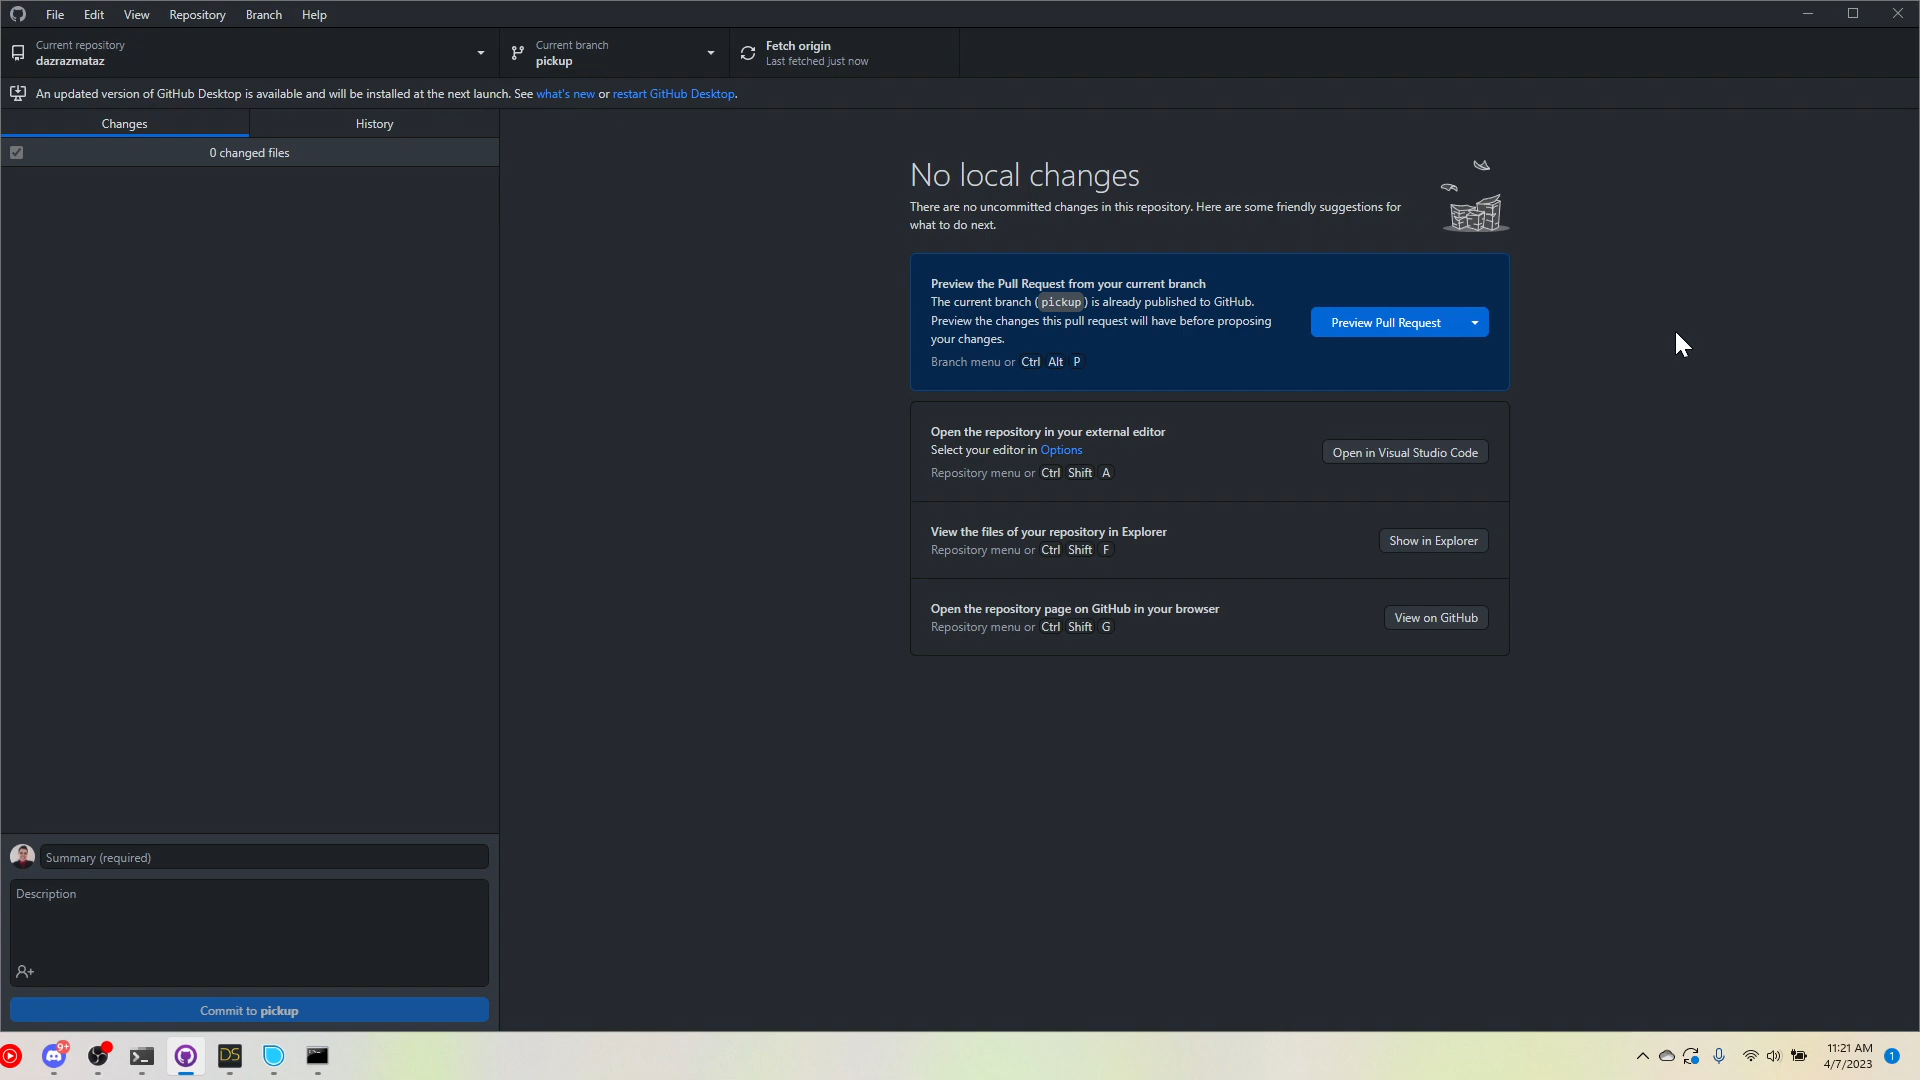 File Edit View Repository Branch Help
Current repository
dazrazmataz
Current branch
pickup
Fetch origin
Last fetched just now
An updated version of GitHub Desktop is available and will be installed at the next launch. See what's new or restart GitHub Desktop.
Changes
History
0 changed files
No local changes
There are no uncommitted changes in this repository. Here are some friendly suggestions for
what to do next.
Preview the Pull Request from your current branch
The current branch (pickup) is already published to GitHub.
Preview the changes this pull request will have before proposing
your changes.
Branch menu or Ctrl Alt P
Preview Pull Request
Open the repository in your external editor
Select your editor in Options
Repository menu or Ctrl Shift A
Open in Visual Studio Code
View the files of your repository in Explorer
Repository menu or Ctrl Shift F
Show in Explorer
Open the repository page on GitHub in your browser
Repository menu or Ctrl Shift G
View on GitHub
Summary (required)
Description
Commit to pickup
9+
DS
11:21 AM
4/7/2023
1